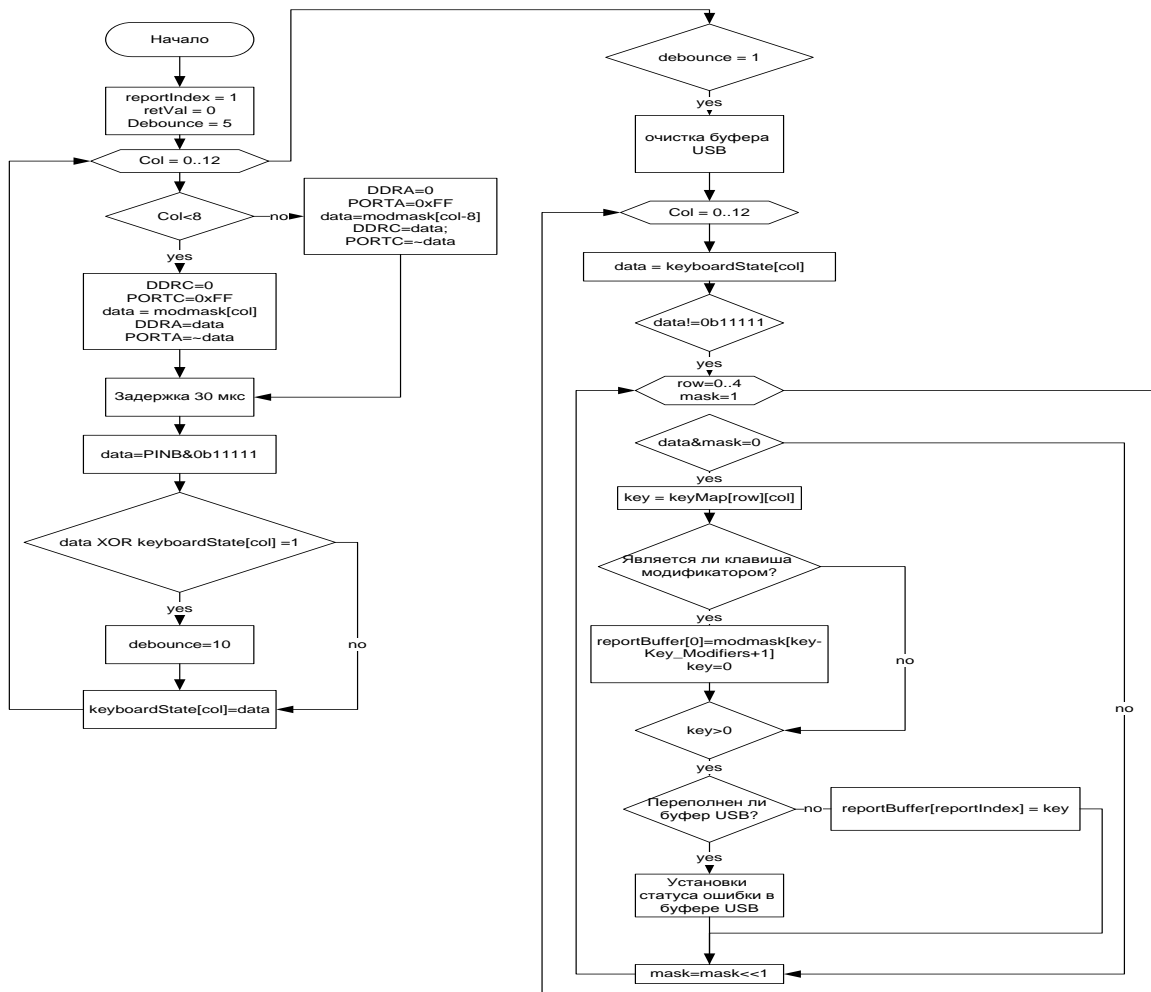 Начало
reportIndex = 1
retVal = 0
Debounce = 5
Col = 0..12
Col<8
no
DDRA=0
PORTA=0xFF
data=modmask[col-8]
DDRC=data;
PORTC=~data
yes
DDRC=0
PORTC=0xFF
data = modmask[col]
DDRA=data
PORTA=~data
Задержка 30 мкс
data=PINB&0b11111
data XOR keyboardState[col] =1
yes
no
debounce=10
keyboardState[col]=data
debounce = 1
yes
очистка буфера
USB
Col = 0..12
data = keyboardState[col]
data!=0b11111
yes
row=0..4
mask=1
data&mask=0
yes
key = keyMap[row][col]
Является ли клавиша
модификатором?
yes
reportBuffer[0]=modmask[key-
Key_Modifiers+1]
key=0
no
no
key>0
yes
Переполнен ли
буфер USB?
no
reportBuffer[reportIndex] = key
yes
Установки
статуса ошибки в
буфере USB
mask=mask<<1